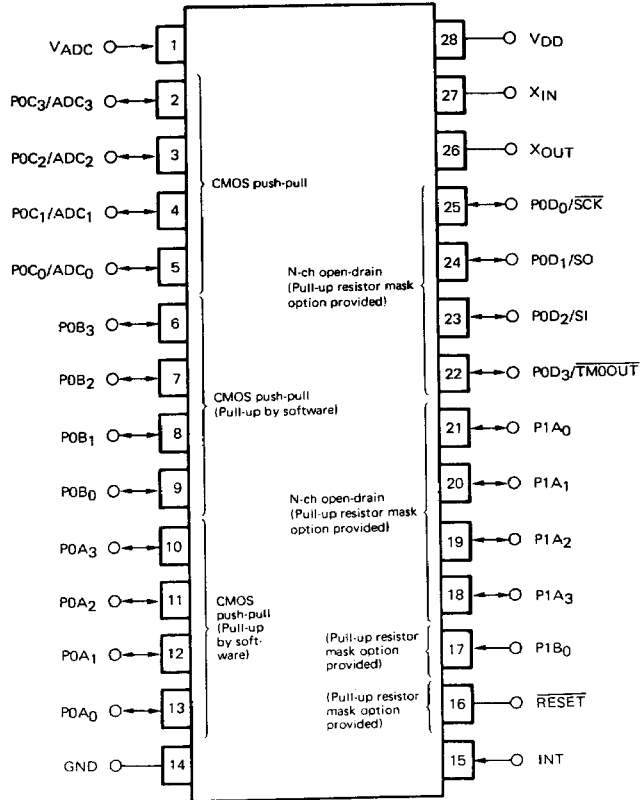 VADC 1
P0C3/ADC3 2
P0C2/ADC2 3
P0C1/ADC1 4
P0C0/ADC0 5
P0B3 6
P0B2 7
P0B1 8
P0B0 9
P0A3 10
P0A2 11
P0A1 12
P0A0 13
GND 14
CMOS push-pull
CMOS push-pull
(Pull-up by software)
CMOS
push-pull
(Pull-up
by soft-
ware)
N-ch open-drain
(Pull-up resistor mask
option provided)
N-ch open-drain
(Pull-up resistor mask
option provided)
(Pull-up resistor
mask option
provided)
(Pull-up resistor
mask option
provided)
28 VDD
27 XIN
26 XOUT
25 P0D0/SCK
24 P0D1/SO
23 P0D2/SI
22 P0D3/TM0OUT
21 P1A0
20 P1A1
19 P1A2
18 P1A3
17 P1B0
16 RESET
15 INT